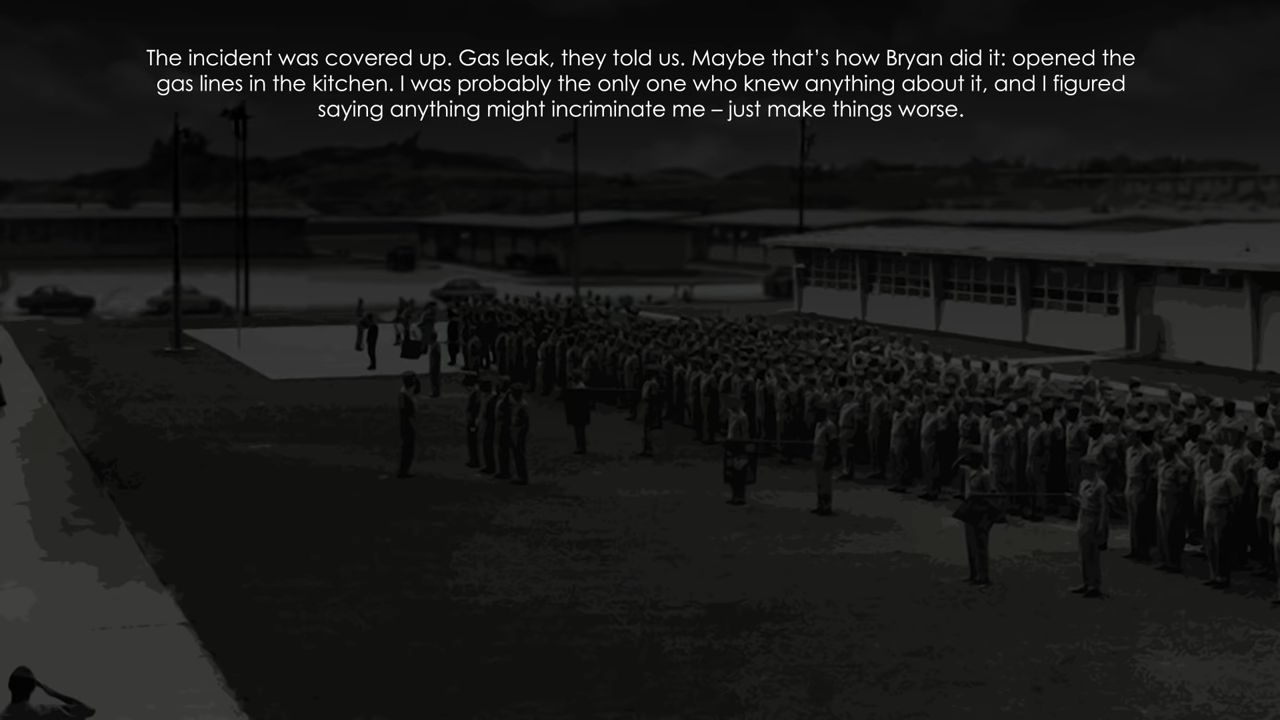 The incident was covered up. Gas leak, they told us. Maybe that’s how Bryan did it: opened the
gas lines in the kitchen. I was probably the only one who knew anything about it, and I figured
saying anything might incriminate me – just make things worse.